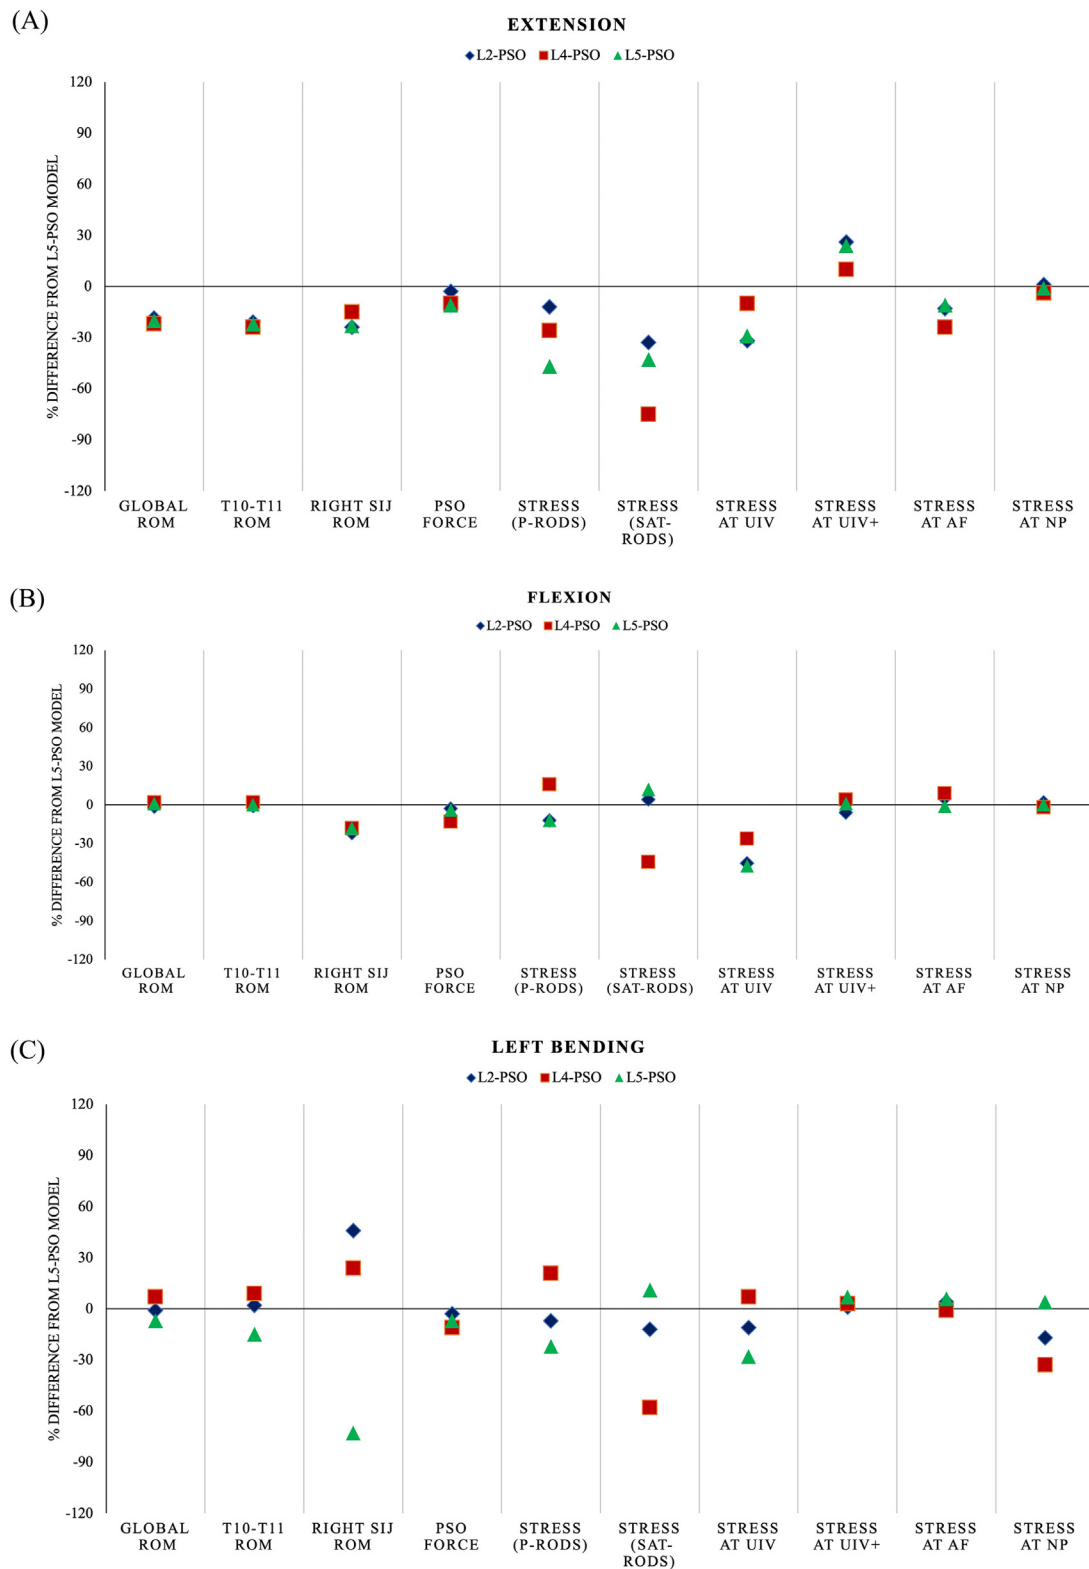 (A)
EXTENSION
L2-PSO L4-PSO L5-PSO
% DIFFERENCE FROM L5-PSO MODEL
120
90
60
30
0
-30
-60
-90
-120
GLOBAL ROM
T10-T11 ROM
RIGHT SIJ ROM
PSO FORCE
STRESS (P-RODS)
STRESS (SAT-RODS)
STRESS AT UIV
STRESS AT UIV+
STRESS AT AF
STRESS AT NP
(B)
FLEXION
L2-PSO L4-PSO L5-PSO
% DIFFERENCE FROM L5-PSO MODEL
120
90
60
30
0
-30
-60
-90
-120
GLOBAL ROM
T10-T11 ROM
RIGHT SIJ ROM
PSO FORCE
STRESS (P-RODS)
STRESS (SAT-RODS)
STRESS AT UIV
STRESS AT UIV+
STRESS AT AF
STRESS AT NP
(C)
LEFT BENDING
L2-PSO L4-PSO L5-PSO
% DIFFERENCE FROM L5-PSO MODEL
120
90
60
30
0
-30
-60
-90
-120
GLOBAL ROM
T10-T11 ROM
RIGHT SIJ ROM
PSO FORCE
STRESS (P-RODS)
STRESS (SAT-RODS)
STRESS AT UIV
STRESS AT UIV+
STRESS AT AF
STRESS AT NP